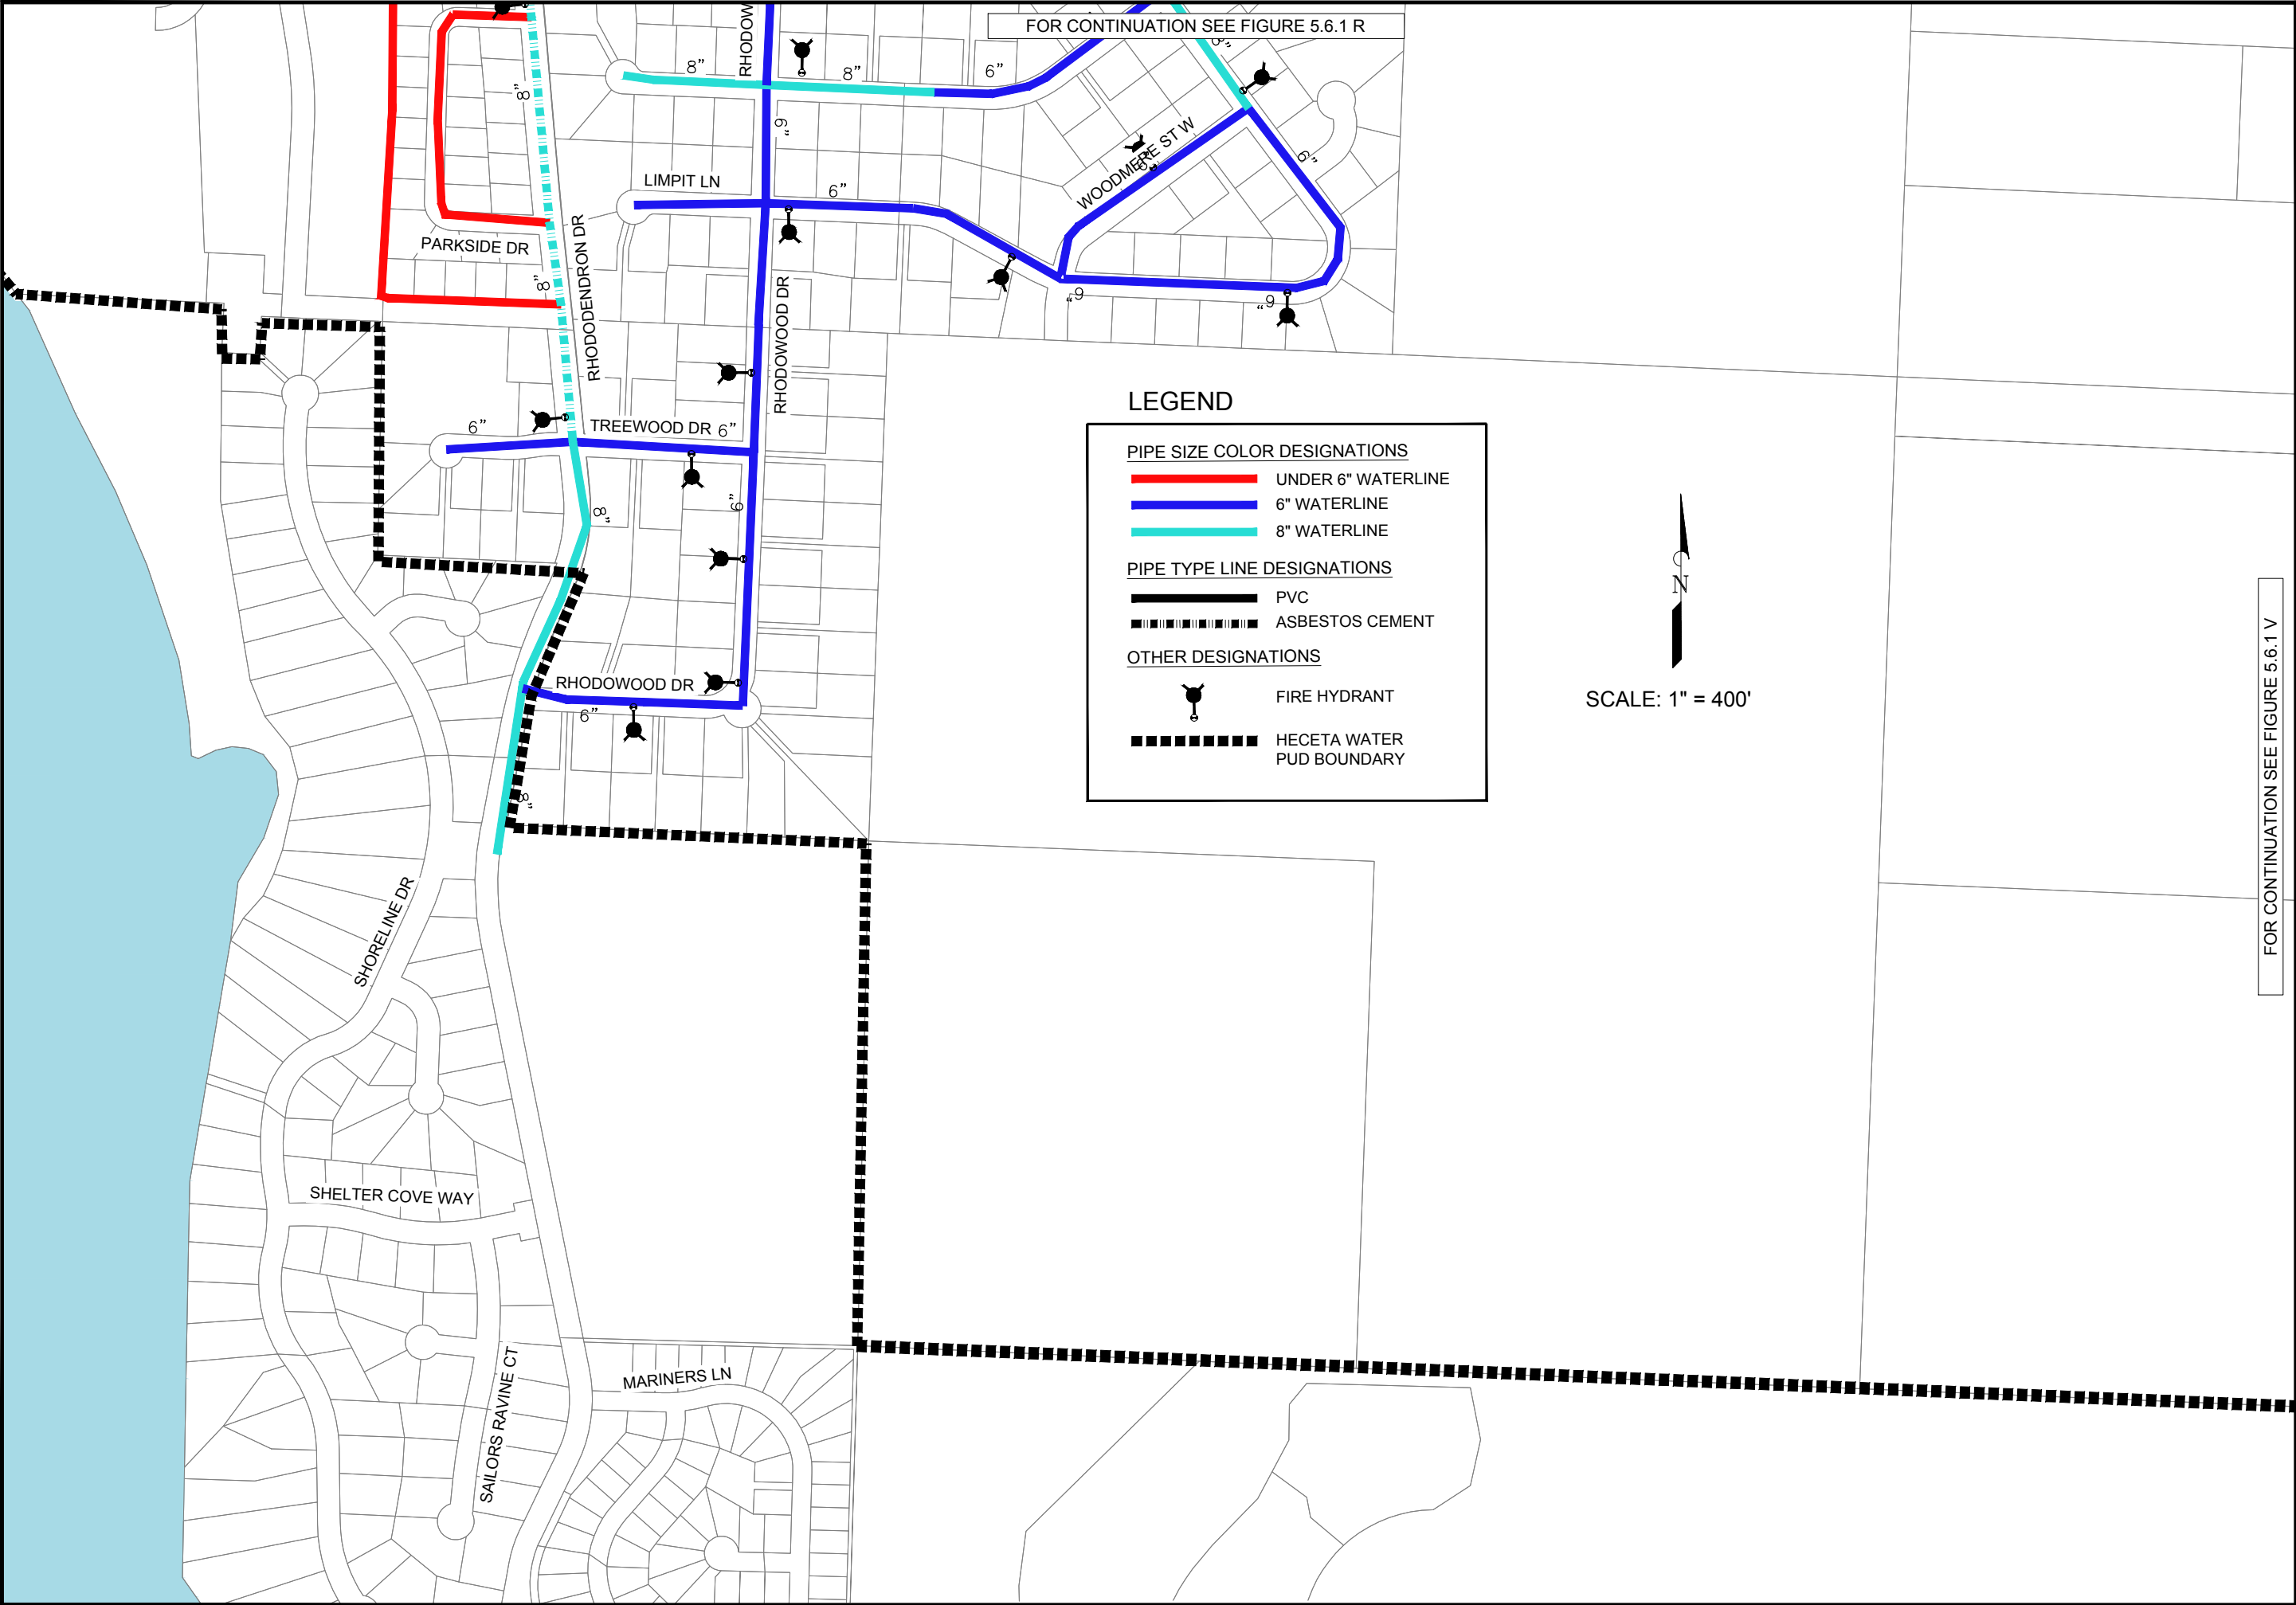 FOR CONTINUATION SEE FIGURE 5.6.1 R
RHODOW
8"
8"
6"
8"
8"
6"
WOODMERE ST W
6"
6"
LIMPIT LN
6"
PARKSIDE DR
RHODODENDRON DR
8"
6"
6"
RHODOWOOD DR
6"
TREEWOOD DR
6"
6"
8"
RHODOWOOD DR
6"
8"
LEGEND
PIPE SIZE COLOR DESIGNATIONS
UNDER 6" WATERLINE
6" WATERLINE
8" WATERLINE
PIPE TYPE LINE DESIGNATIONS
PVC
ASBESTOS CEMENT
OTHER DESIGNATIONS
FIRE HYDRANT
HECETA WATER
PUD BOUNDARY
N
SCALE: 1" = 400'
FOR CONTINUATION SEE FIGURE 5.6.1 V
SHORELINE DR
SHELTER COVE WAY
SAILORS RAVINE CT
MARINERS LN